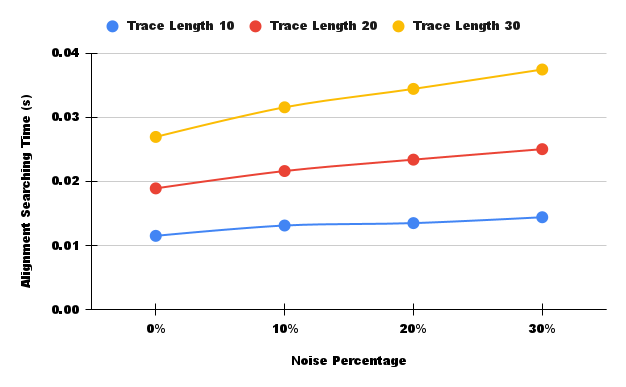 Trace Length 10 Trace Length 20 Trace Length 30
Alignment Searching Time (s)
0.04
0.03
0.02
0.01
0.00
0% 10% 20% 30%
Noise Percentage